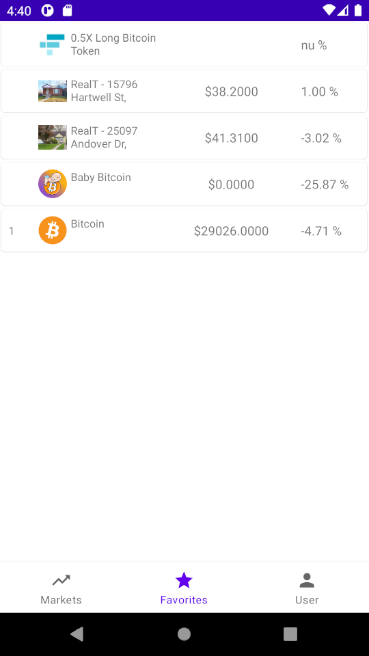 4:40
0.5X Long Bitcoin
Token
nu %
RealT - 15796
Hartwell St,
$38.2000
1.00 %
RealT - 25097
Andover Dr,
$41.3100
-3.02 %
Baby Bitcoin
$0.0000
-25.87 %
1
Bitcoin
$29026.0000
-4.71 %
Markets
Favorites
User